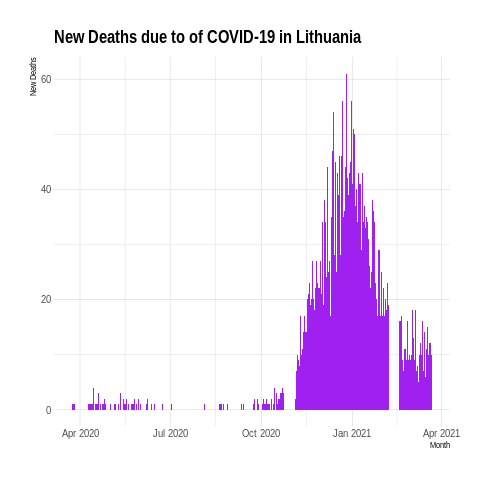 New Deaths due to of COVID-19 in Lithuania
New Deaths
60
40
20
0
Apr 2020 Jul 2020 Oct 2020 Jan 2021 Apr 2021
Month